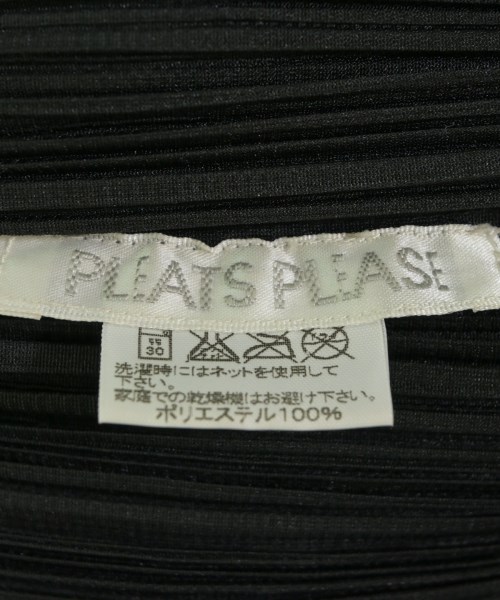 PLEATS PLEASE
弱
30
洗濯時にはネットを使用して
下さい。
家庭での乾燥機はお避け下さい。
ポリエステル100%